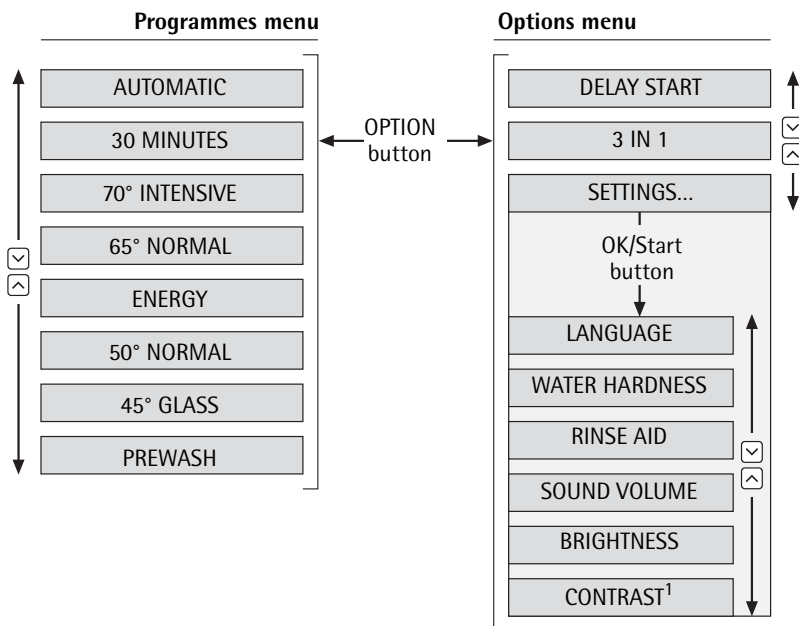 Programmes menu
AUTOMATIC
30 MINUTES
70° INTENSIVE
65° NORMAL
ENERGY
50° NORMAL
45° GLASS
PREWASH
OPTION
button
Options menu
DELAY START
3 IN 1
SETTINGS...
OK/Start
button
LANGUAGE
WATER HARDNESS
RINSE AID
SOUND VOLUME
BRIGHTNESS
CONTRAST¹